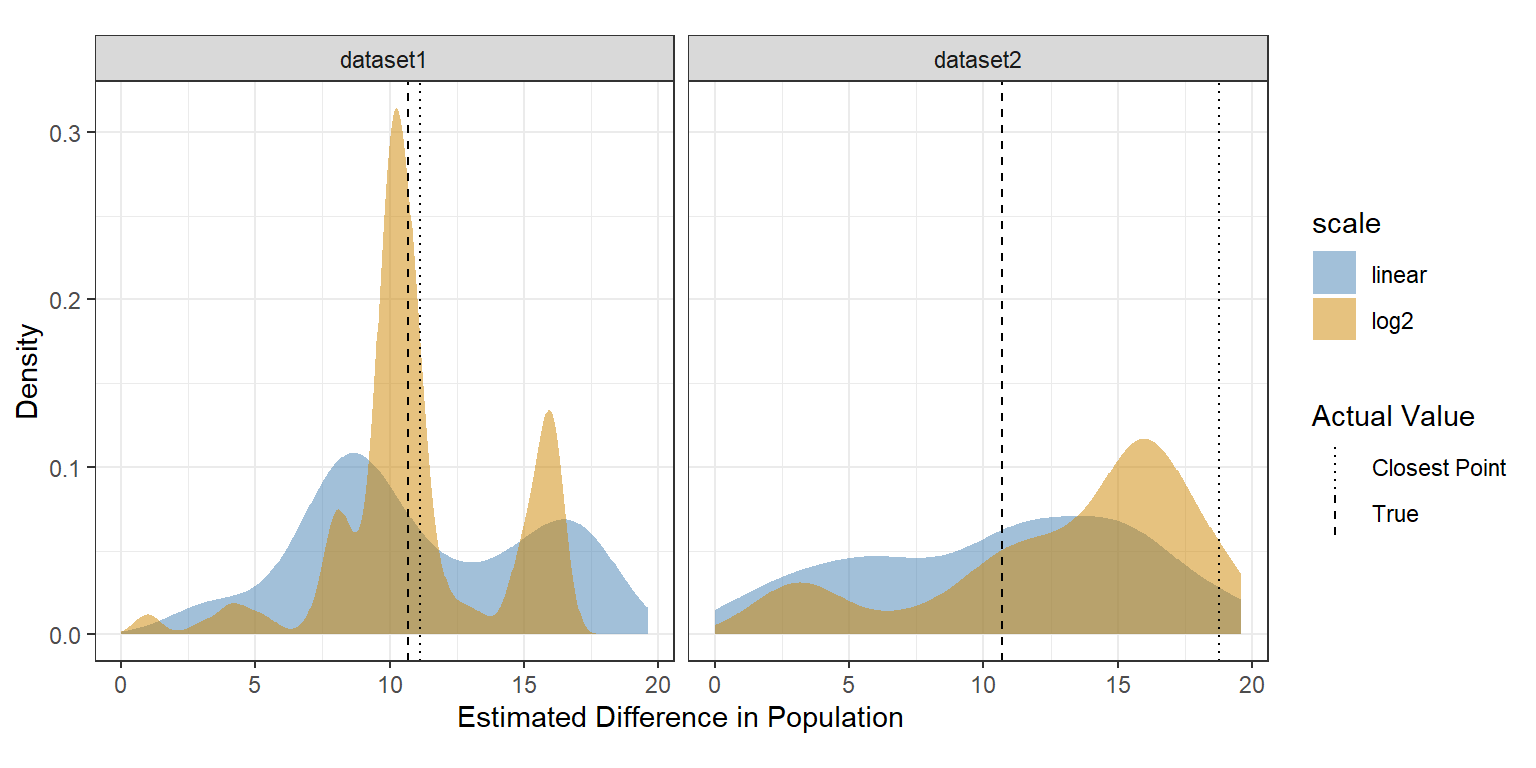 dataset1
dataset2
0.3
0.2
0.1
0.0
Density
0 5 10 15 20
0 5 10 15 20
Estimated Difference in Population
scale
linear
log2
Actual Value
Closest Point
True